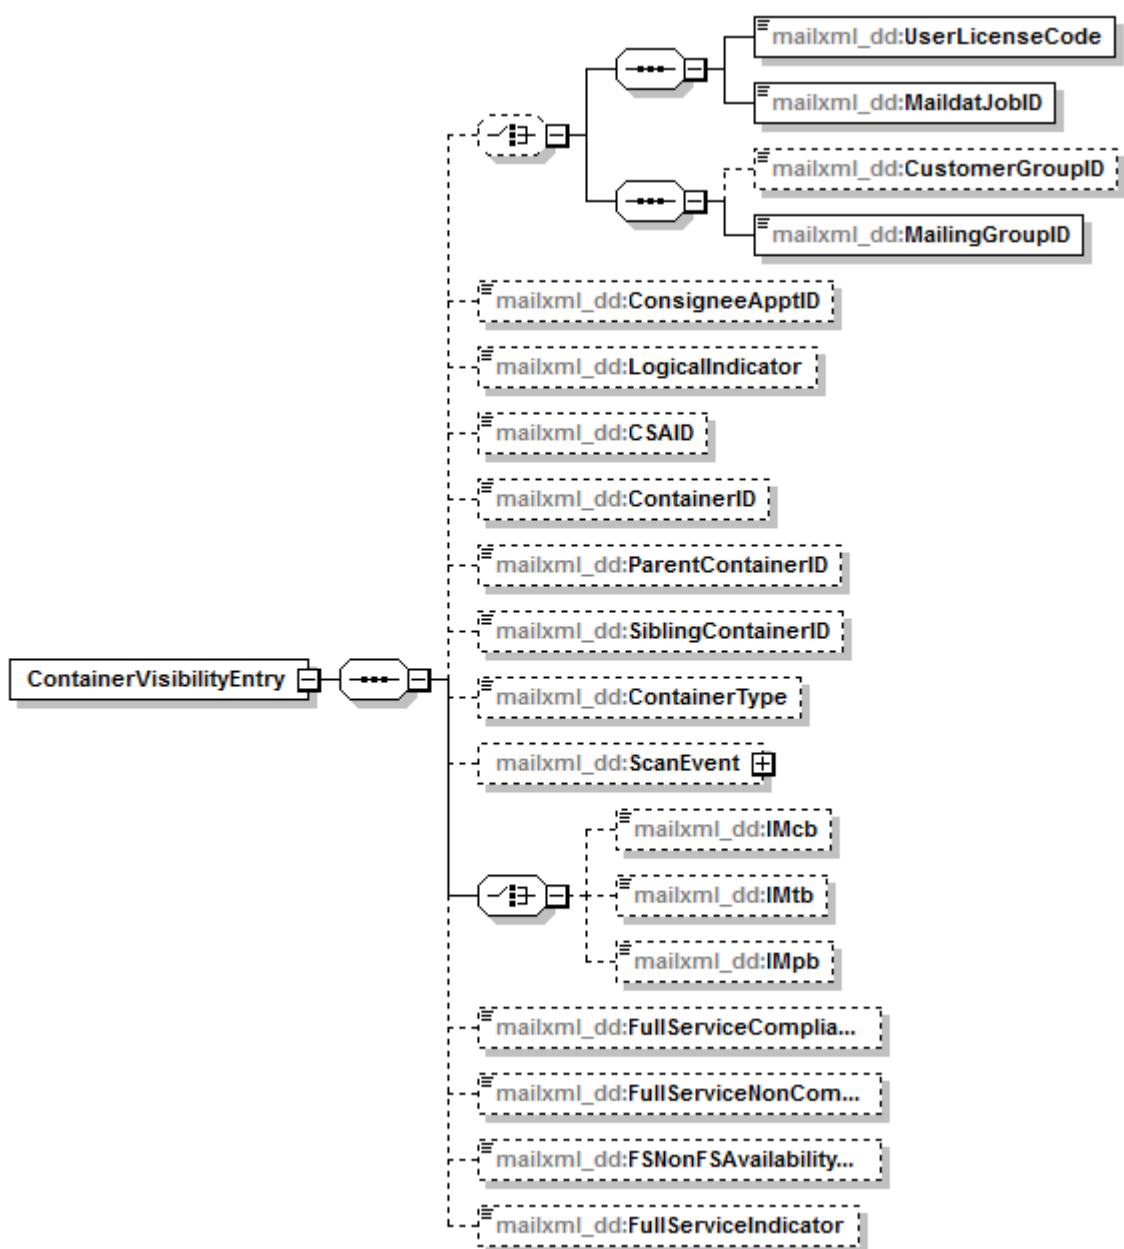 mailxml_dd:UserLicenseCode
mailxml_dd:MaildatJobID
mailxml_dd:CustomerGroupID
mailxml_dd:MailingGroupID
mailxml_dd:ConsigneeApptID
mailxml_dd:LogicalIndicator
mailxml_dd:CSAID
mailxml_dd:ContainerID
mailxml_dd:ParentContainerID
mailxml_dd:SiblingContainerID
ContainerVisibilityEntry
mailxml_dd:ContainerType
mailxml_dd:ScanEvent
mailxml_dd:IMcb
mailxml_dd:IMtb
mailxml_dd:IMpb
mailxml_dd:FullServiceComplia...
mailxml_dd:FullServiceNonCom...
mailxml_dd:FSNonFSAvailability...
mailxml_dd:FullServiceIndicator